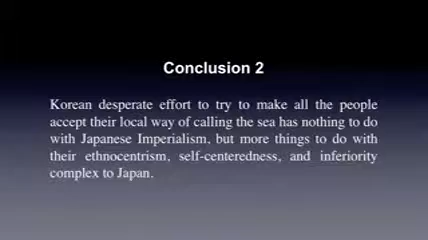 Conclusion 2
Korean desperate effort to try to make all the people
accept their local way of calling the sea has nothing to do
with Japanese Imperialism, but more things to do with
their ethnocentrism, self-centeredness, and inferiority
complex to Japan.